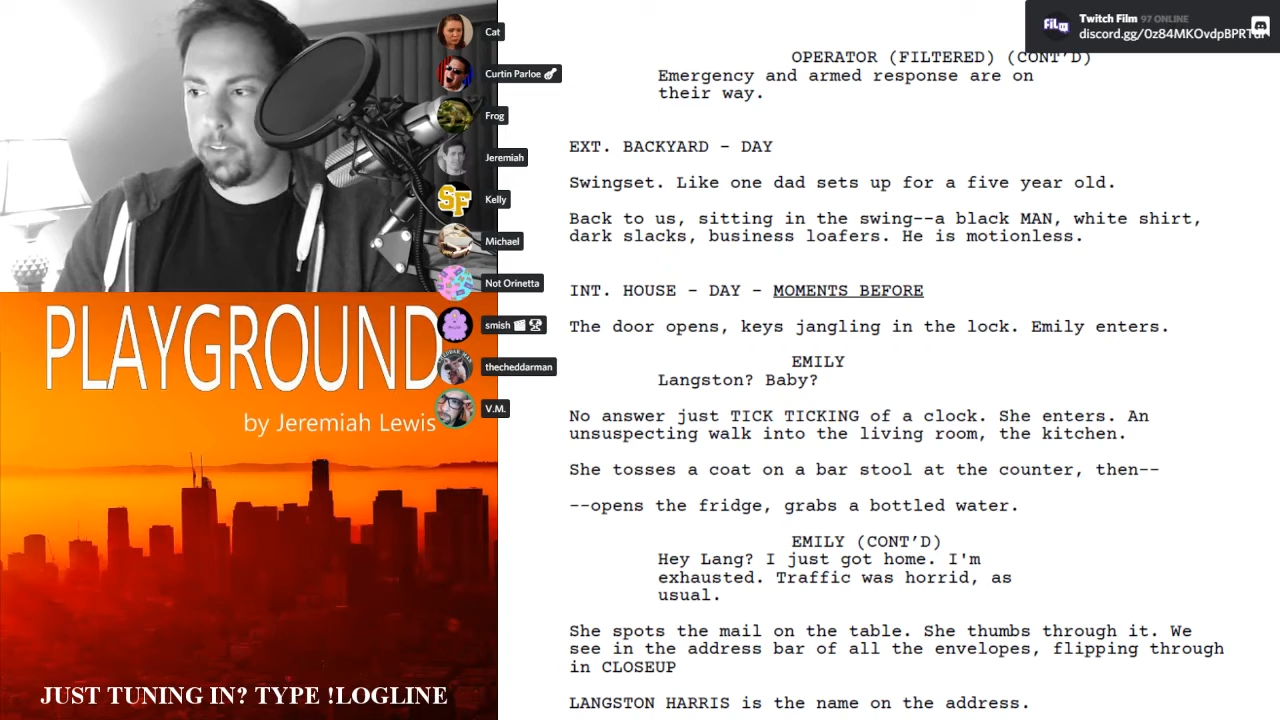 Cat
Curtin Parloe
Frog
Jeremiah
Kelly
SF
Michael
Not Orinetta
smish
thecheddarman
V.M.
PLAYGROUND
by Jeremiah Lewis
JUST TUNING IN? TYPE !LOGLINE
Film
Twitch Film 97 ONLINE
OPERATOR (FILTERED) (CONT'D)
Emergency and armed response are on
their way.
EXT. BACKYARD - DAY
Swingset. Like one dad sets up for a five year old.
Back to us, sitting in the swing--a black MAN, white shirt,
dark slacks, business loafers. He is motionless.
INT. HOUSE - DAY - MOMENTS BEFORE
The door opens, keys jangling in the lock. Emily enters.
EMILY
Langston? Baby?
No answer just TICK TICKING of a clock. She enters. An
unsuspecting walk into the living room, the kitchen.
She tosses a coat on a bar stool at the counter, then--
--opens the fridge, grabs a bottled water.
EMILY (CONT'D)
Hey Lang? I just got home. I'm
exhausted. Traffic was horrid, as
usual.
She spots the mail on the table. She thumbs through it. We
see in the address bar of all the envelopes, flipping through
in CLOSEUP
LANGSTON HARRIS is the name on the address.